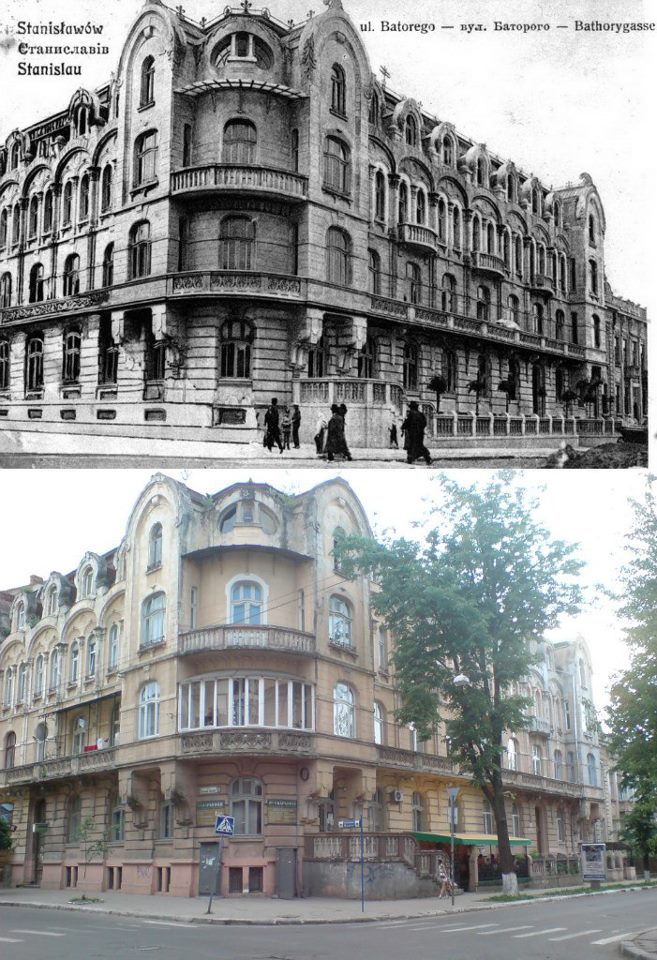 Stanisławów
Станиславів
Stanislau
ul. Batorego — вул. Баторого — Bathorygasse